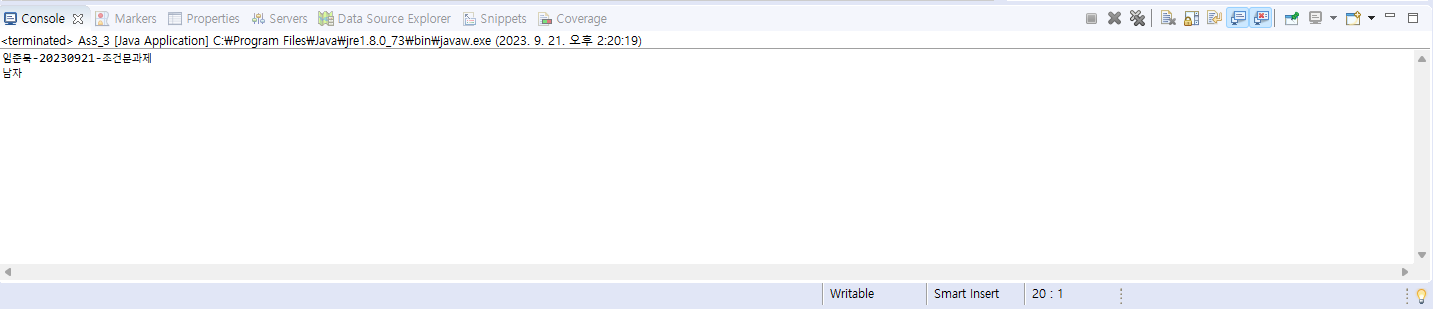 Console Markers Properties Servers Data Source Explorer Snippets Coverage
<terminated> As3_3 [Java Application] C:₩Program Files₩Java₩jre1.8.0_73₩bin₩javaw.exe (2023. 9. 21. 오후 2:20:19)
임준묵-20230921-조건문과제
남자
Writable Smart Insert 20 : 1